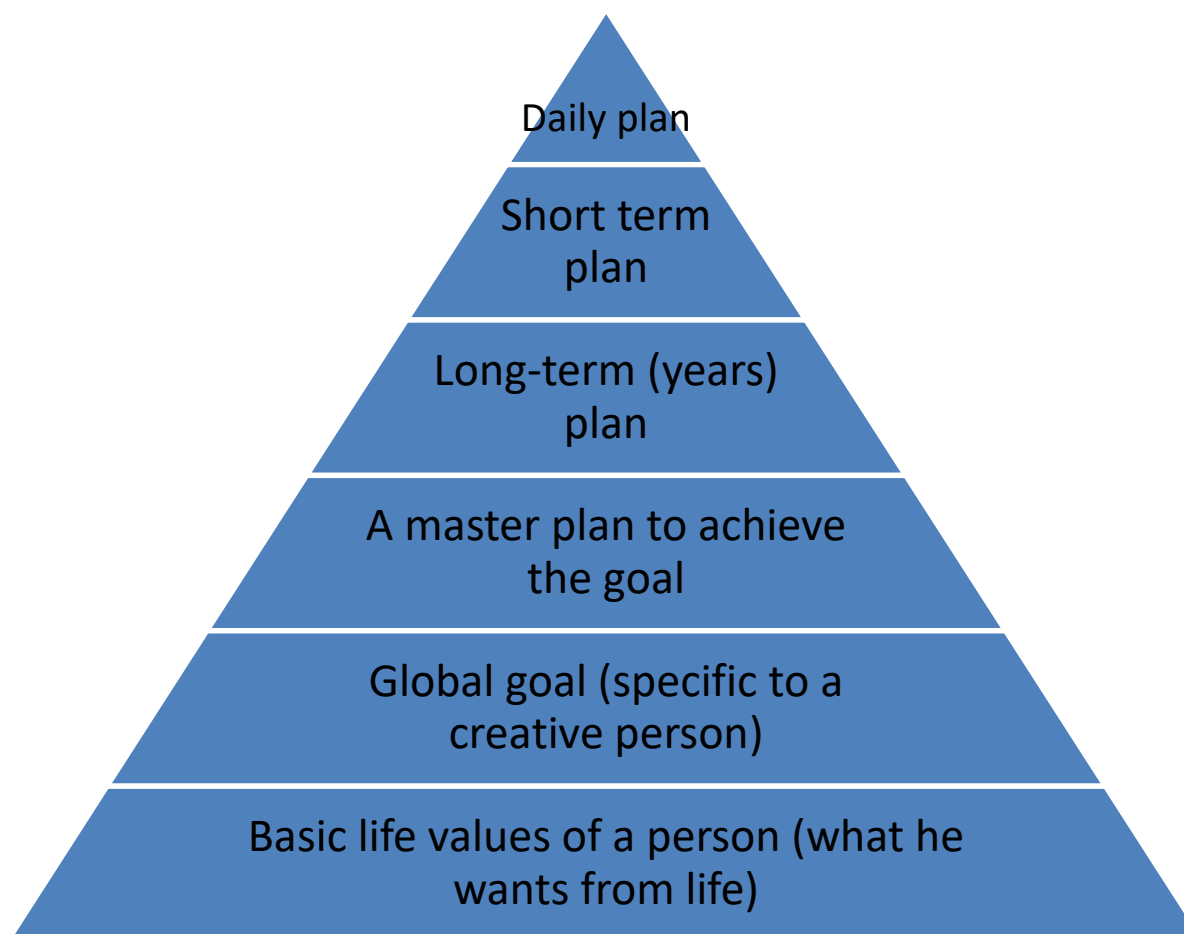 Daily plan
Short term
plan
Long-term (years)
plan
A master plan to achieve
the goal
Global goal (specific to a
creative person)
Basic life values of a person (what he
wants from life)